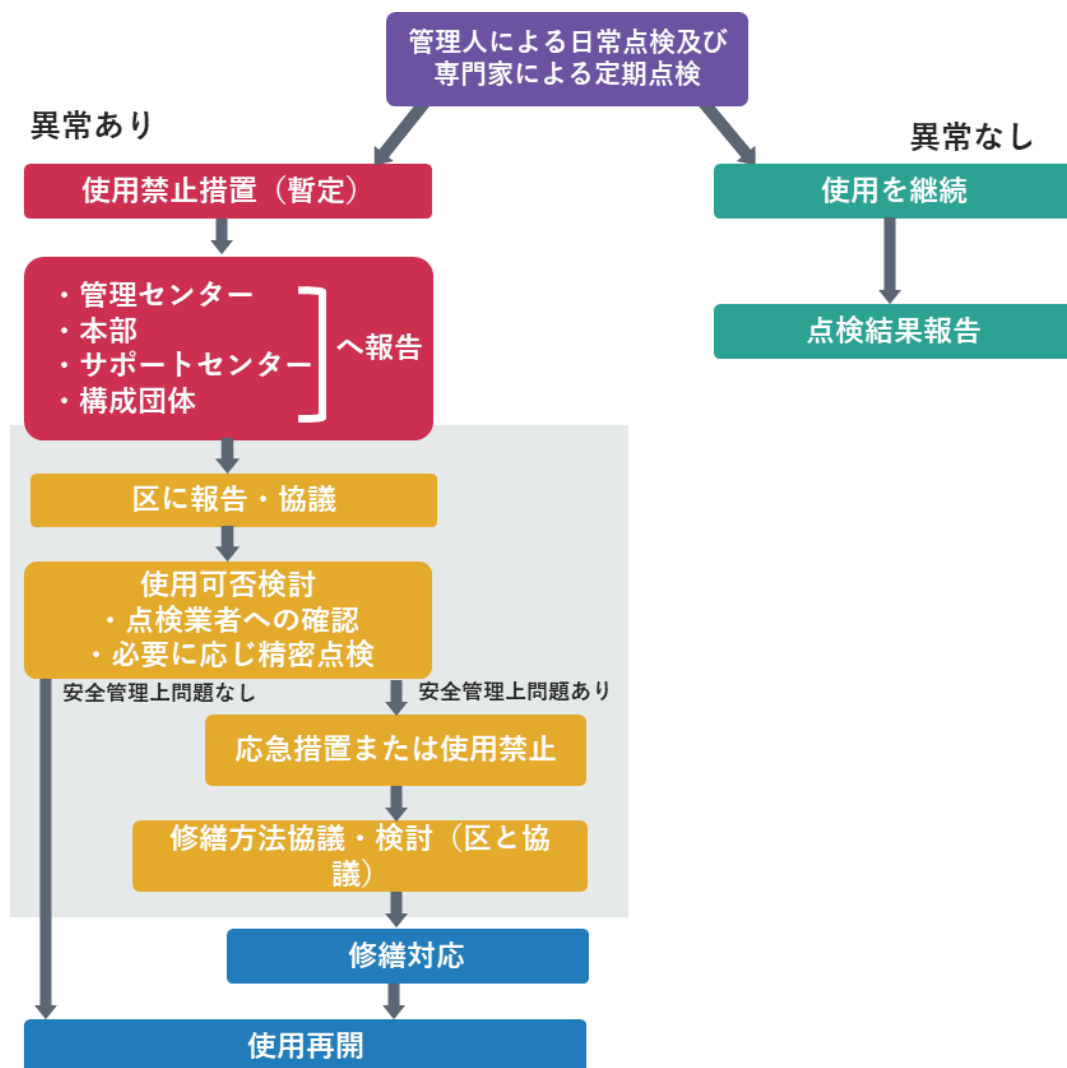 管理人による日常点検及び
専門家による定期点検
異常あり
異常なし
使用禁止措置（暫定）
使用を継続
・管理センター
・本部
・サポートセンター
・構成団体
へ報告
点検結果報告
区に報告・協議
使用可否検討
・点検業者への確認
・必要に応じ精密点検
安全管理上問題なし
安全管理上問題あり
応急措置または使用禁止
修繕方法協議・検討（区と協
議）
修繕対応
使用再開